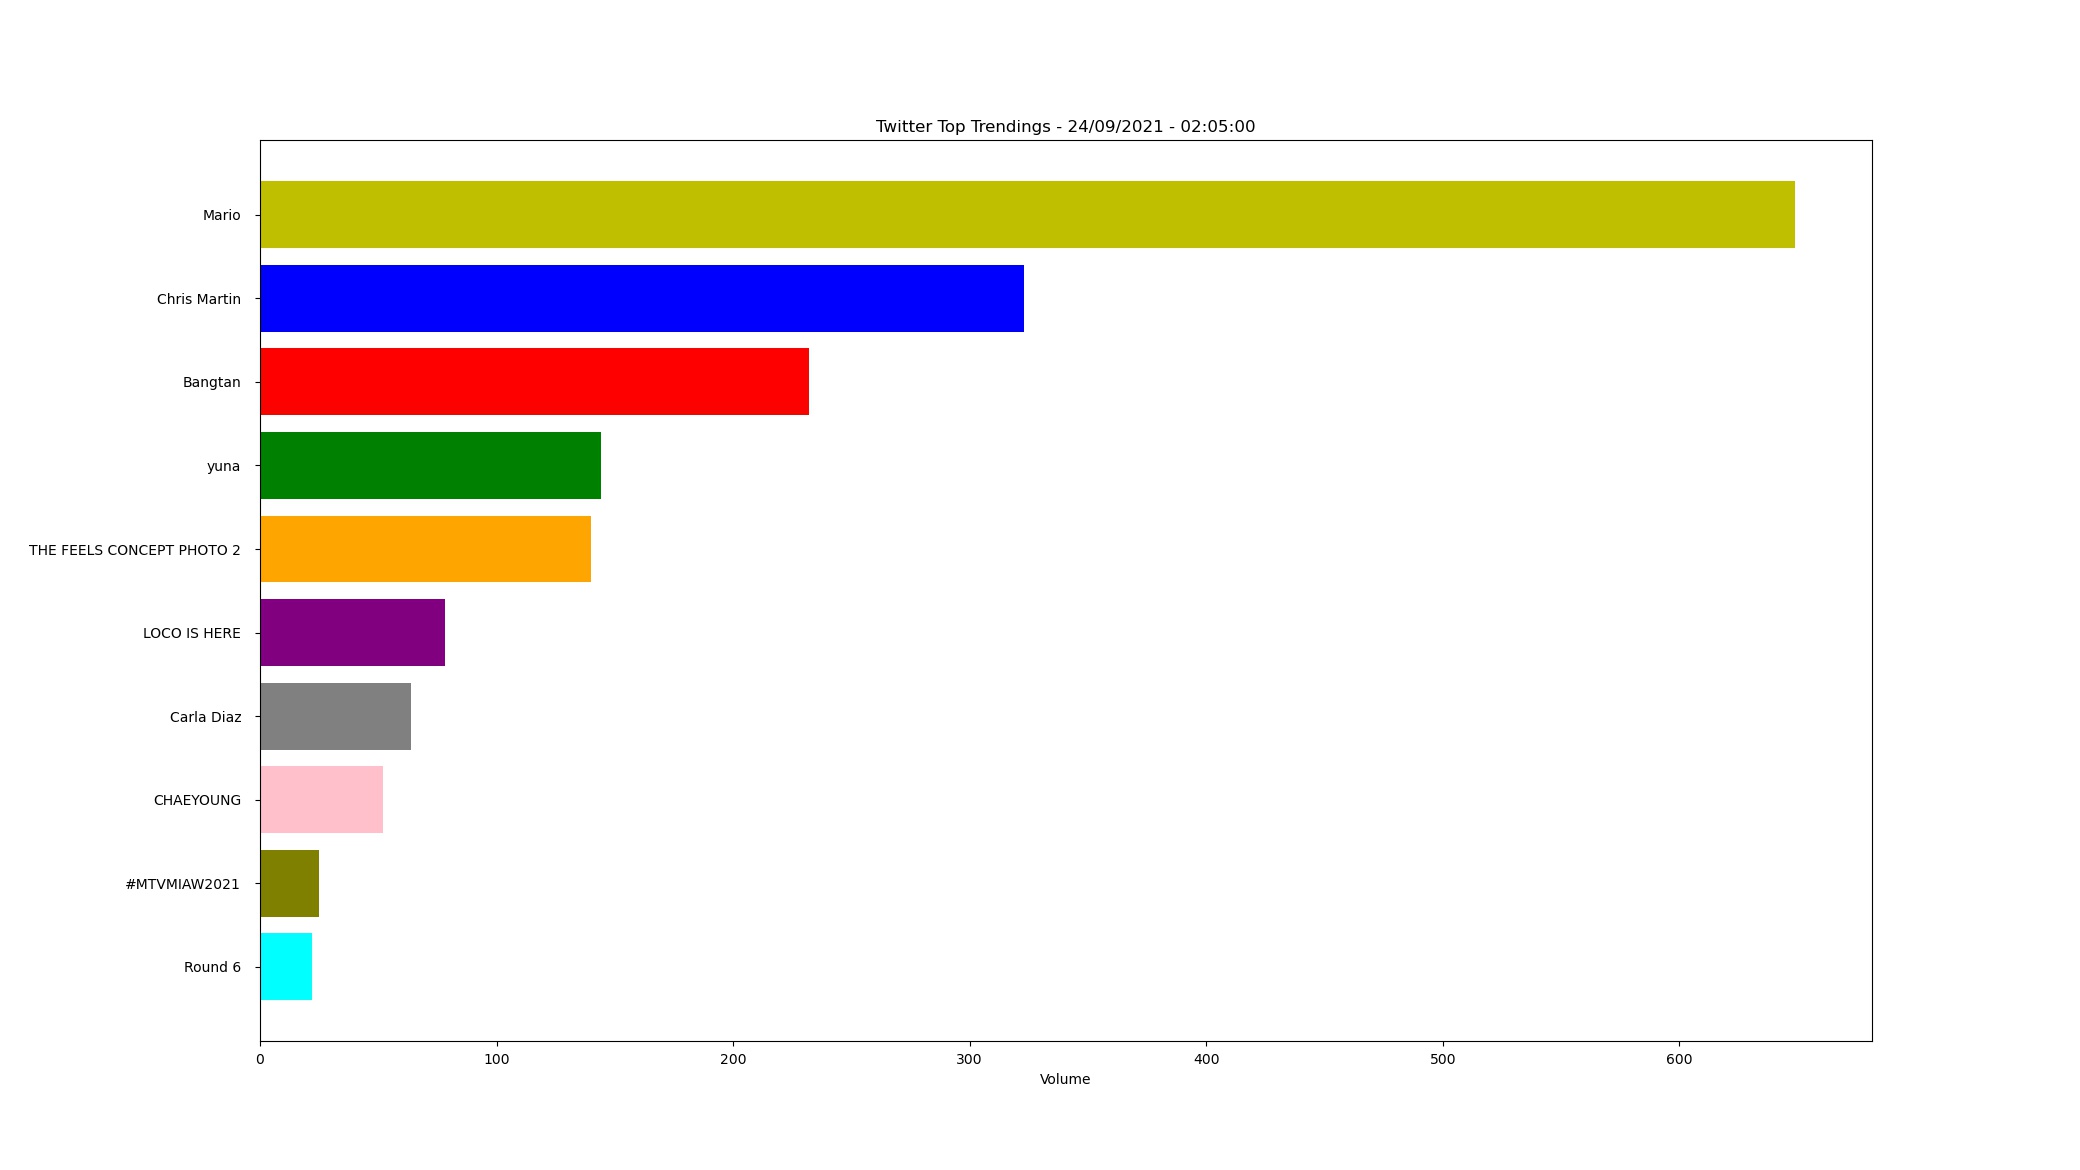 Twitter Top Trendings - 24/09/2021 - 02:05:00
Mario
Chris Martin
Bangtan
yuna
THE FEELS CONCEPT PHOTO 2
LOCO IS HERE
Carla Diaz
CHAEYOUNG
#MTVMIAW2021
Round 6
0 100 200 300 400 500 600
Volume